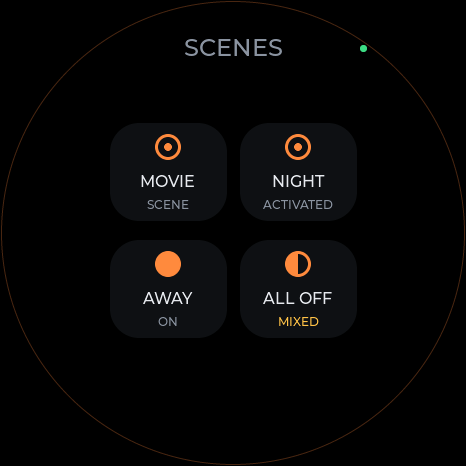 SCENES
MOVIE
SCENE
NIGHT
ACTIVATED
AWAY
ON
ALL OFF
MIXED